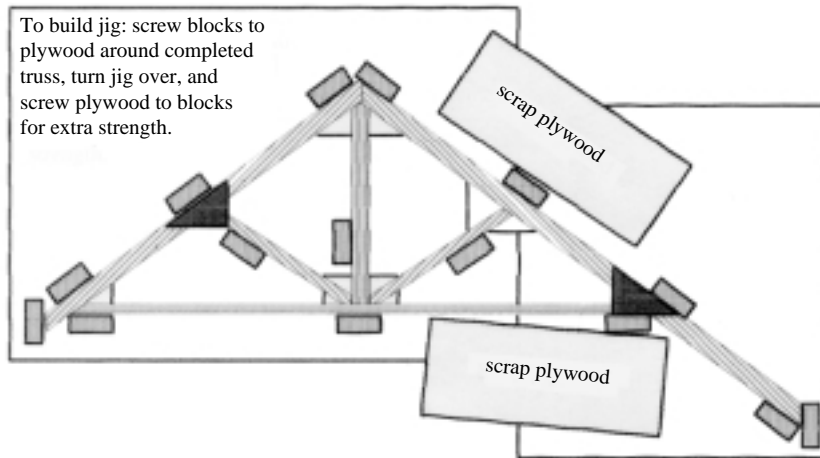 To build jig: screw blocks to
plywood around completed
truss, turn jig over, and
screw plywood to blocks
for extra strength.
scrap plywood
scrap plywood